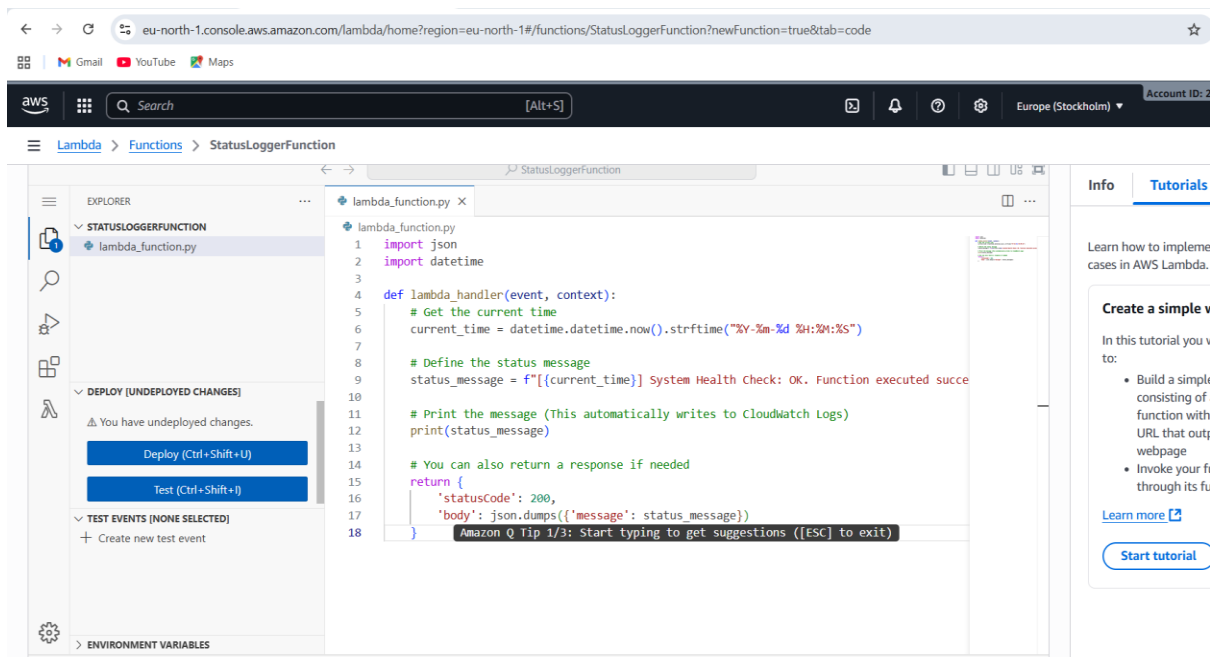 eu-north-1.console.aws.amazon.com/lambda/home?region=eu-north-1#/functions/StatusLoggerFunction?newFunction=true&tab=code
Gmail YouTube Maps
aws Search [Alt+S] Europe (Stockholm) Account ID: 2
Lambda > Functions > StatusLoggerFunction
StatusLoggerFunction
Info Tutorials
EXPLORER
lambda_function.py
STATUSLOGGERFUNCTION
lambda_function.py
1
lambda_function.py
1 import json
2 import datetime
3
4 def lambda_handler(event, context):
5 # Get the current time
6 current_time = datetime.datetime.now().strftime("%Y-%m-%d %H:%M:%S")
7
8 # Define the status message
9 status_message = f"[{current_time}] System Health Check: OK. Function executed succe
10
11 # Print the message (This automatically writes to CloudWatch Logs)
12 print(status_message)
13
14 # You can also return a response if needed
15 return {
16 'statusCode': 200,
17 'body': json.dumps({'message': status_message})
18 } Amazon Q Tip 1/3: Start typing to get suggestions ([ESC] to exit)
DEPLOY [UNDEPLOYED CHANGES]
You have undeployed changes.
Deploy (Ctrl+Shift+U)
Test (Ctrl+Shift+I)
TEST EVENTS [NONE SELECTED]
+ Create new test event
ENVIRONMENT VARIABLES
Learn how to impleme
cases in AWS Lambda.
Create a simple w
In this tutorial you w
to:
• Build a simple
consisting of
function with
URL that outp
webpage
• Invoke your f
through its fu
Learn more
Start tutorial